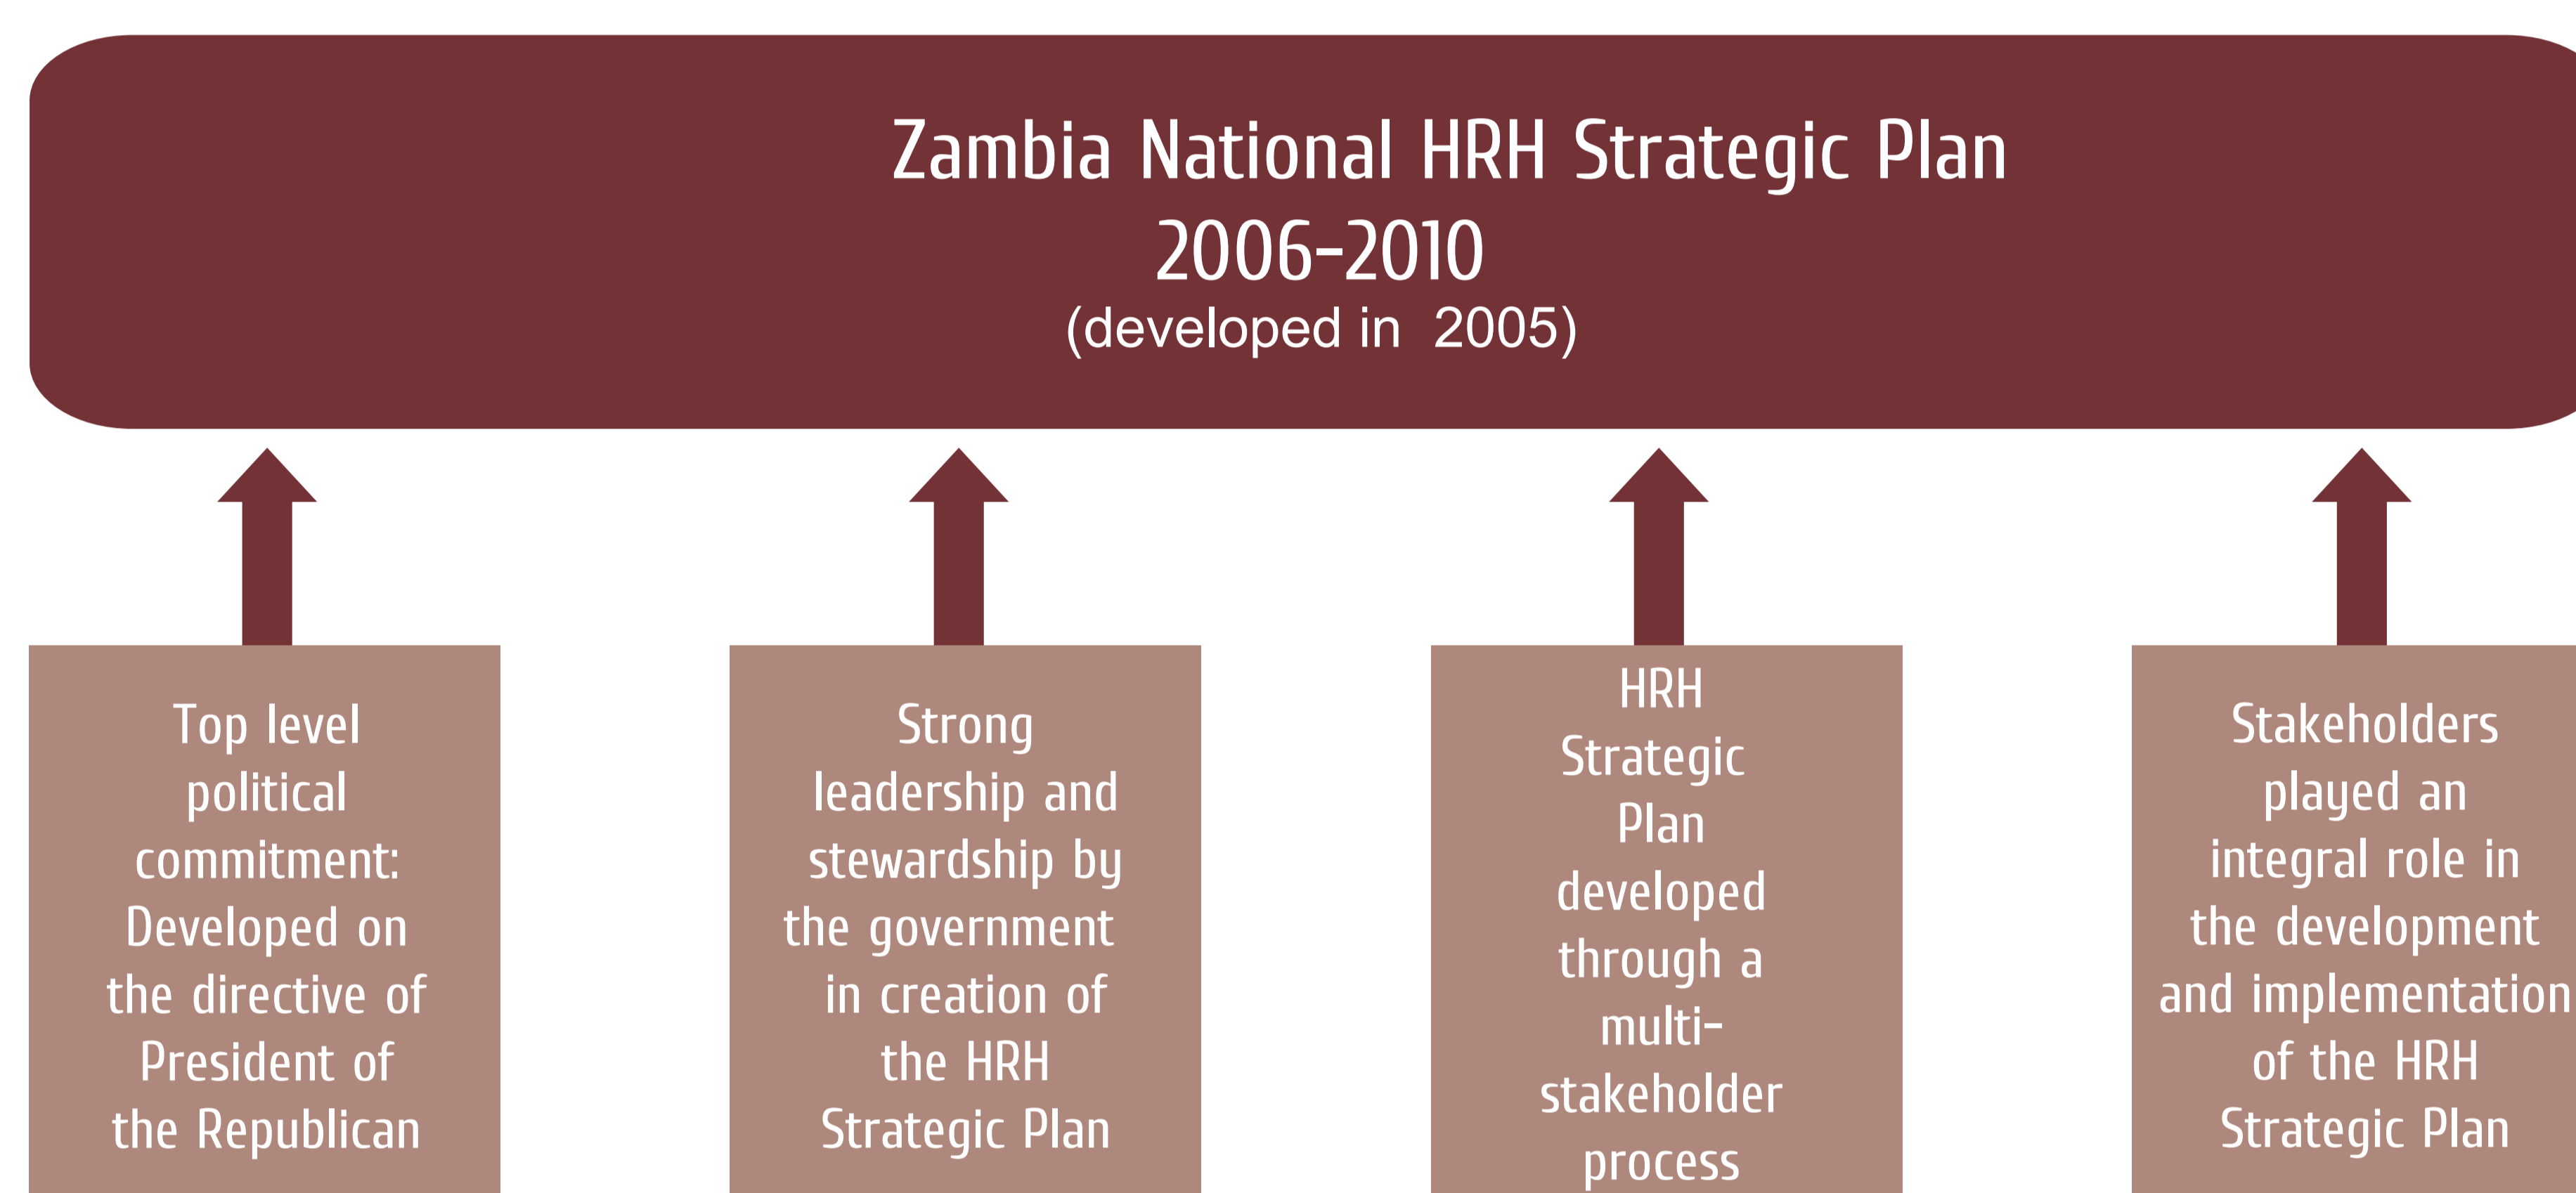 Zambia National HRH Strategic Plan
2006-2010
(developed in 2005)
Top level
political
commitment:
Developed on
the directive of
President of
the Republican
Strong
leadership and
stewardship by
the government
in creation of
the HRH
Strategic Plan
HRH
Strategic
Plan
developed
through a
multi-
stakeholder
process
Stakeholders
played an
integral role in
the development
and implementation
of the HRH
Strategic Plan